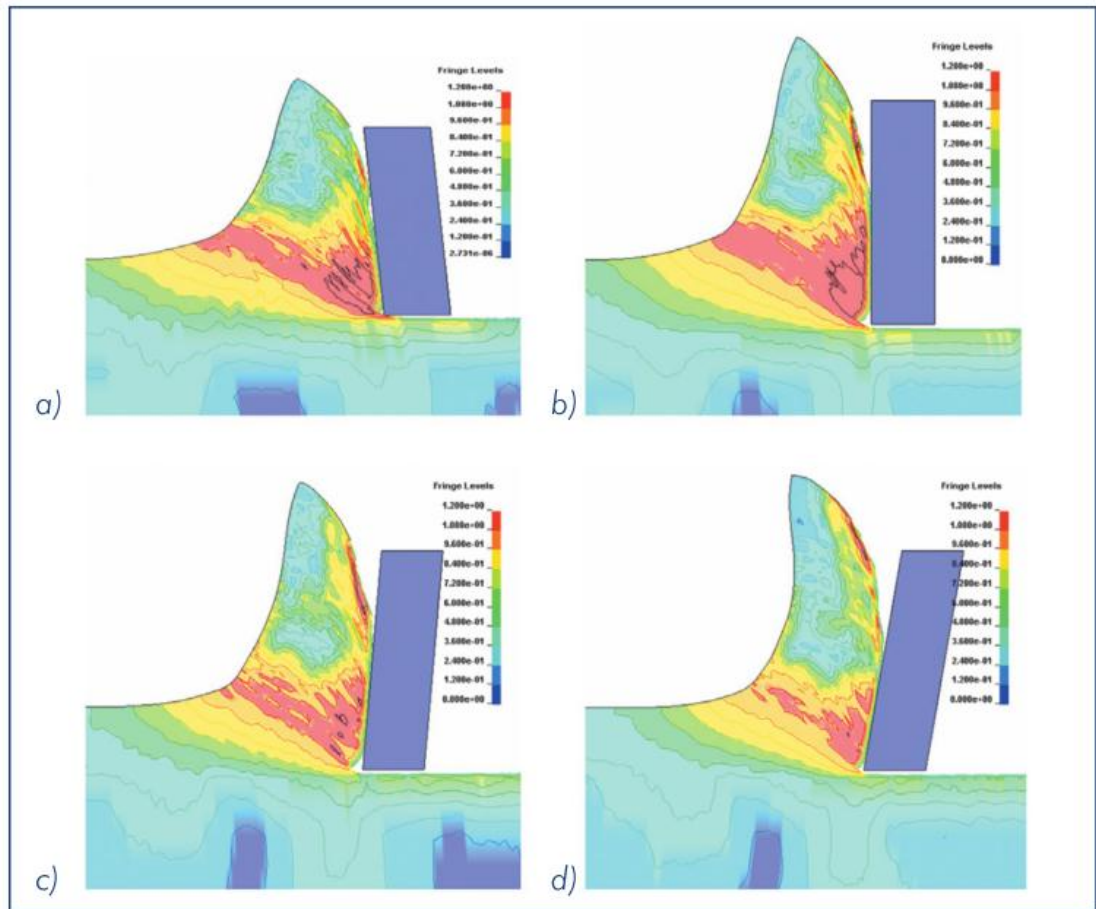 Fringe Levels
1.200e+00
1.080e+00
9.600e-01
8.400e-01
7.200e-01
6.000e-01
4.800e-01
3.600e-01
2.400e-01
1.200e-01
2.731e-06
a)
Fringe Levels
1.200e+00
1.080e+00
9.600e-01
8.400e-01
7.200e-01
6.000e-01
4.800e-01
3.600e-01
2.400e-01
1.200e-01
0.000e+00
b)
Fringe Levels
1.200e+00
1.080e+00
9.600e-01
8.400e-01
7.200e-01
6.000e-01
4.800e-01
3.600e-01
2.400e-01
1.200e-01
0.000e+00
c)
Fringe Levels
1.200e+00
1.080e+00
9.600e-01
8.400e-01
7.200e-01
6.000e-01
4.800e-01
3.600e-01
2.400e-01
1.200e-01
0.000e+00
d)